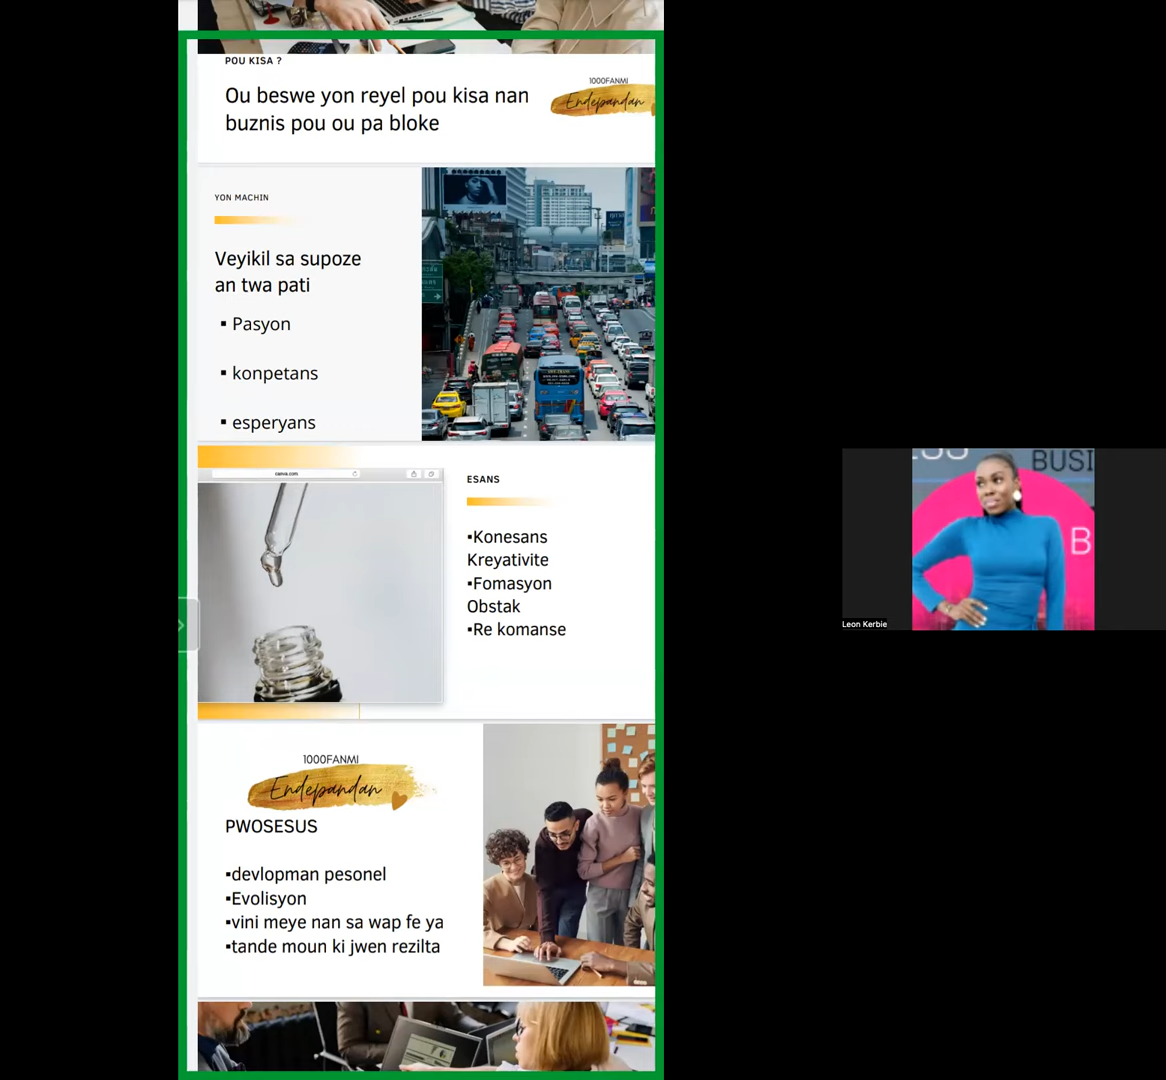 POU KISA ?
Ou beswe yon reyel pou kisa nan
buznis pou ou pa bloke
1000FANMI
Endepandan
YON MACHIN
Veyikil sa supoze
an twa pati
▪ Pasyon
▪ konpetans
▪ esperyans
canva.com
ESANS
▪Konesans
Kreyativite
▪Fomasyon
Obstak
▪Re komanse
1000FANMI
Endepandan
PWOSESUS
▪devlopman pesonel
▪Evolisyon
▪vini meye nan sa wap fe ya
▪tande moun ki jwen rezilta
BUSI
B
Leon Kerbie